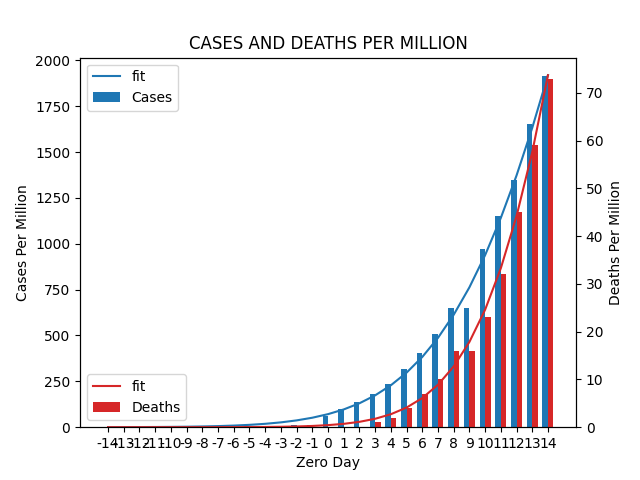 CASES AND DEATHS PER MILLION
fit
Cases
2000
1750
1500
1250
1000
750
500
250
0
Cases Per Million
fit
Deaths
70
60
50
40
30
20
10
0
Deaths Per Million
-14 -13 -12 -11 -10 -9 -8 -7 -6 -5 -4 -3 -2 -1 0 1 2 3 4 5 6 7 8 9 10 11 12 13 14
Zero Day